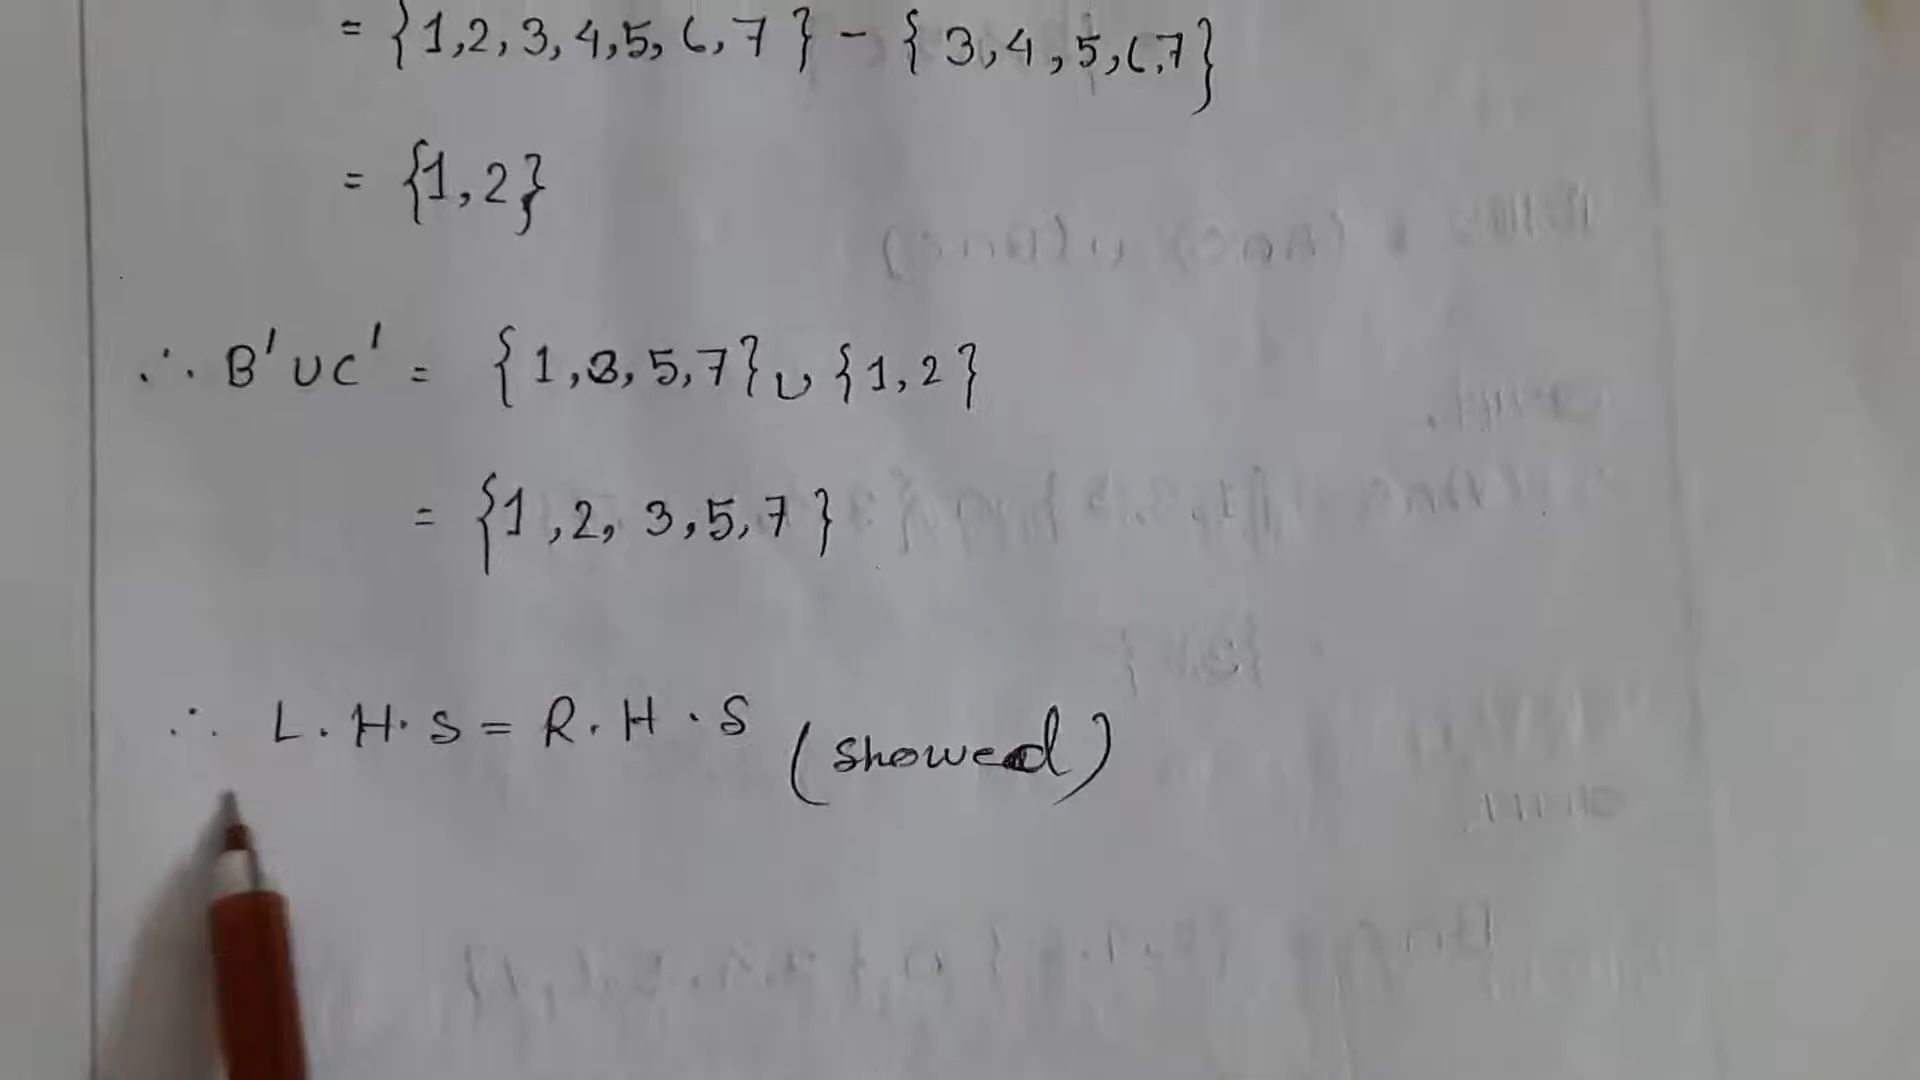 = {1,2,3,4,5,6,7} - {3,4,5,6,7}
= {1,2}
∴ B'∪C' = {1,3,5,7} ∪ {1,2}
= {1,2,3,5,7}
∴ L.H.S = R.H.S (showed)